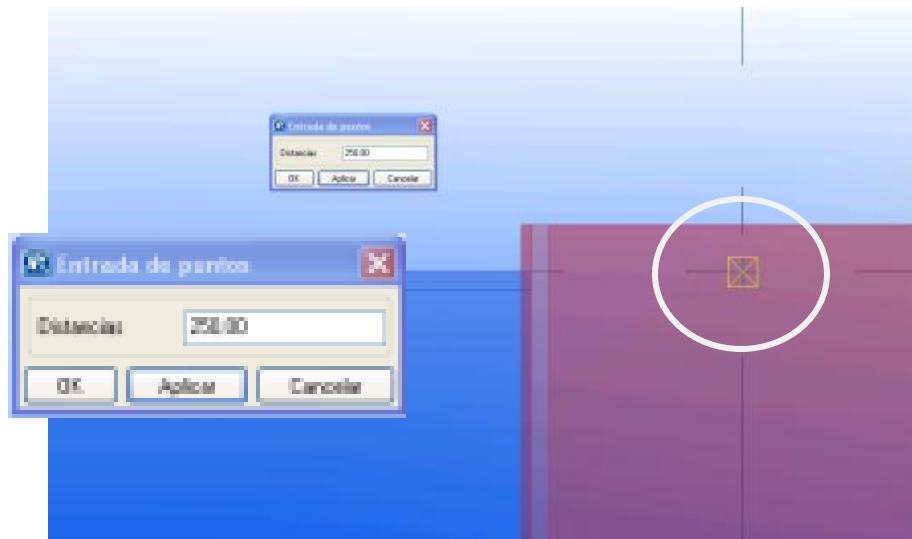 Entrada de puntos
Distancias 250.00
OK Aplicar Cancelar
Entrada de puntos
Distancias 250.00
OK Aplicar Cancelar